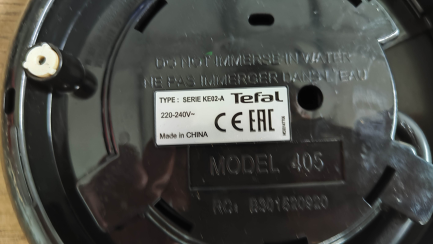 DO NOT IMMERSE IN WATER
NE PAS IMMERGER DANS L'EAU
TYPE : SERIE KE02-A Tefal
220-240V~
CE EAC
Made in CHINA
MODEL 405